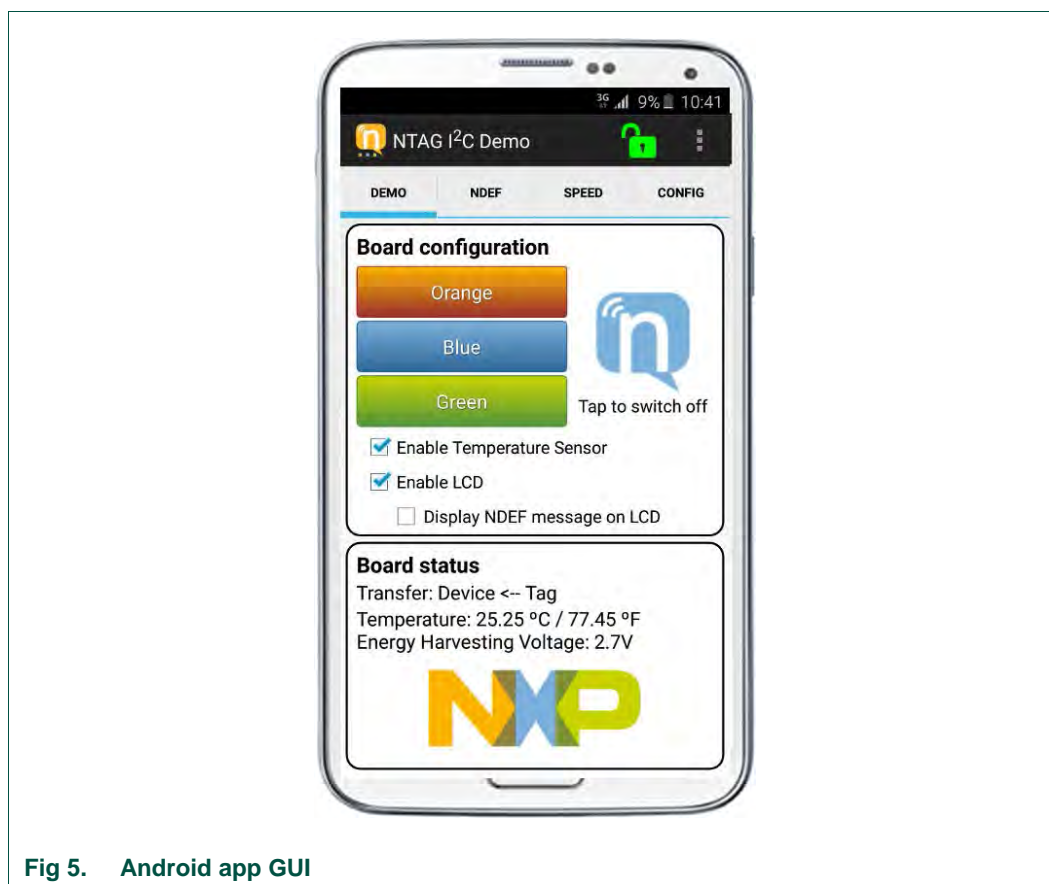 3G 9% 10:41
n NTAG I²C Demo
DEMO NDEF SPEED CONFIG
Board configuration
Orange
Blue
Green
n
Tap to switch off
Enable Temperature Sensor
Enable LCD
Display NDEF message on LCD
Board status
Transfer: Device <-- Tag
Temperature: 25.25 ºC / 77.45 ºF
Energy Harvesting Voltage: 2.7V
NXP
Fig 5. Android app GUI